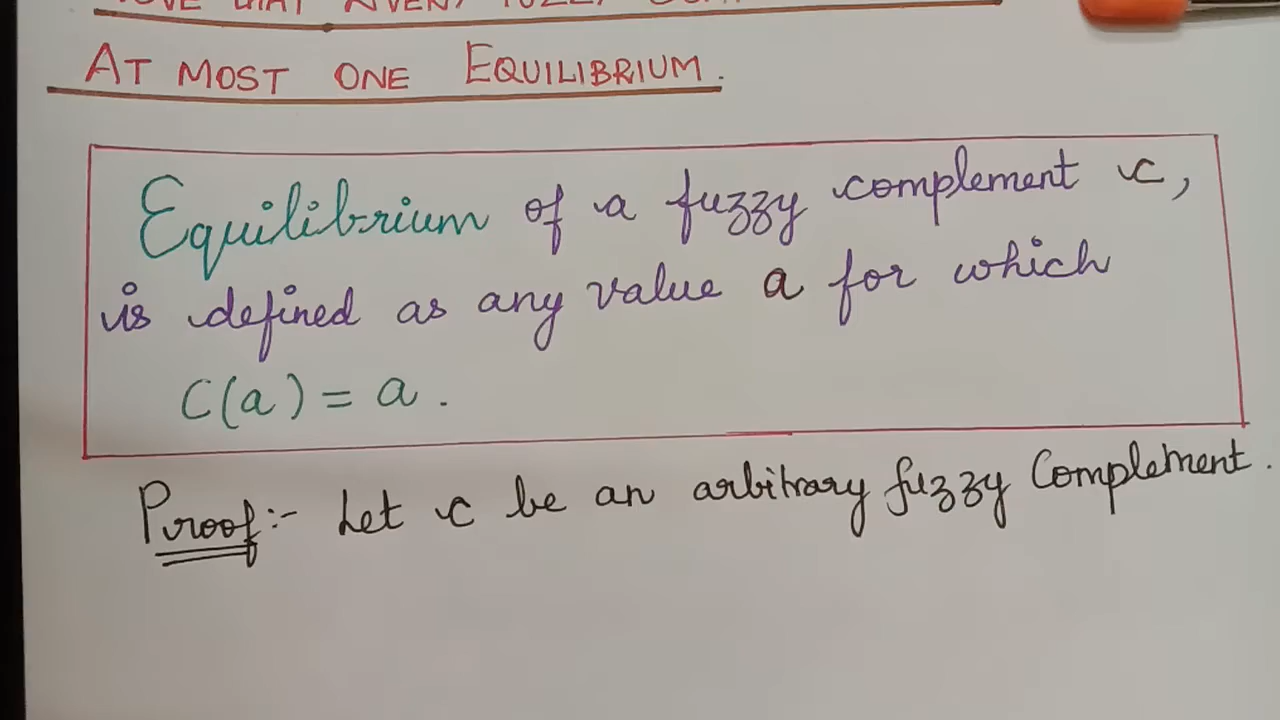 AT MOST ONE EQUILIBRIUM.
Equilibrium of a fuzzy complement c,
is defined as any value a for which
C(a) = a.
Proof:- Let c be an arbitrary fuzzy Complement.